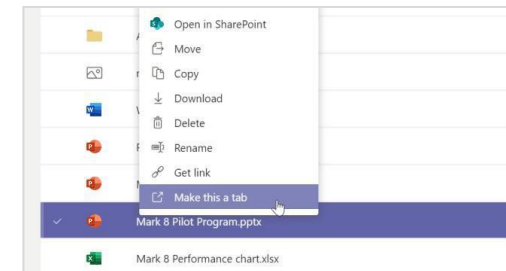 Open in SharePoint
Move
Copy
Download
Delete
Rename
Get link
Make this a tab
Mark 8 Pilot Program.pptx
Mark 8 Performance chart.xlsx